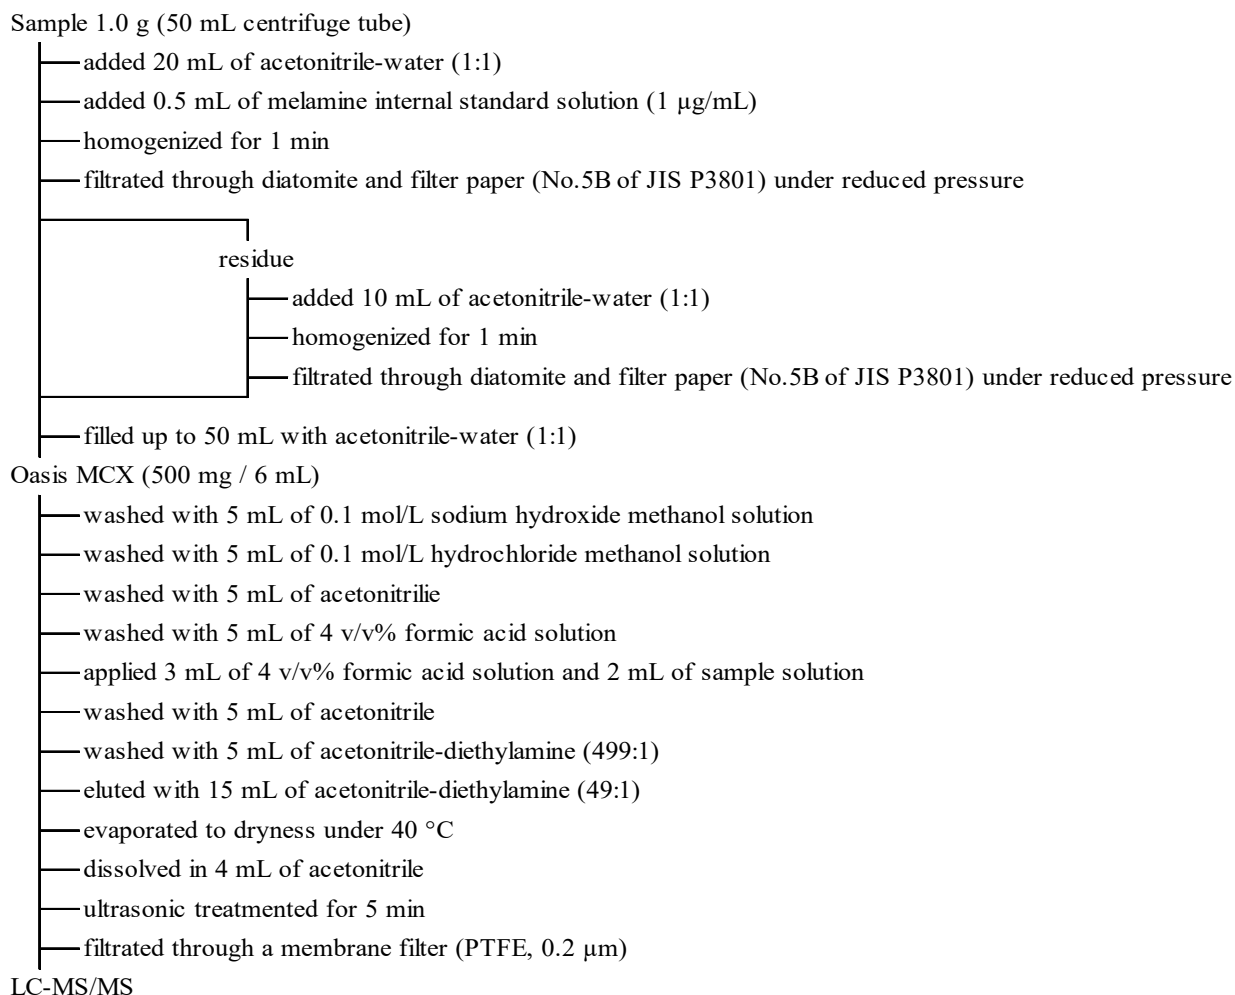 Sample 1.0 g (50 mL centrifuge tube)
added 20 mL of acetonitrile-water (1:1)
added 0.5 mL of melamine internal standard solution (1 µg/mL)
homogenized for 1 min
filtrated through diatomite and filter paper (No.5B of JIS P3801) under reduced pressure
residue
added 10 mL of acetonitrile-water (1:1)
homogenized for 1 min
filtrated through diatomite and filter paper (No.5B of JIS P3801) under reduced pressure
filled up to 50 mL with acetonitrile-water (1:1)
Oasis MCX (500 mg / 6 mL)
washed with 5 mL of 0.1 mol/L sodium hydroxide methanol solution
washed with 5 mL of 0.1 mol/L hydrochloride methanol solution
washed with 5 mL of acetonitrilie
washed with 5 mL of 4 v/v% formic acid solution
applied 3 mL of 4 v/v% formic acid solution and 2 mL of sample solution
washed with 5 mL of acetonitrile
washed with 5 mL of acetonitrile-diethylamine (499:1)
eluted with 15 mL of acetonitrile-diethylamine (49:1)
evaporated to dryness under 40 °C
dissolved in 4 mL of acetonitrile
ultrasonic treatmented for 5 min
filtrated through a membrane filter (PTFE, 0.2 µm)
LC-MS/MS